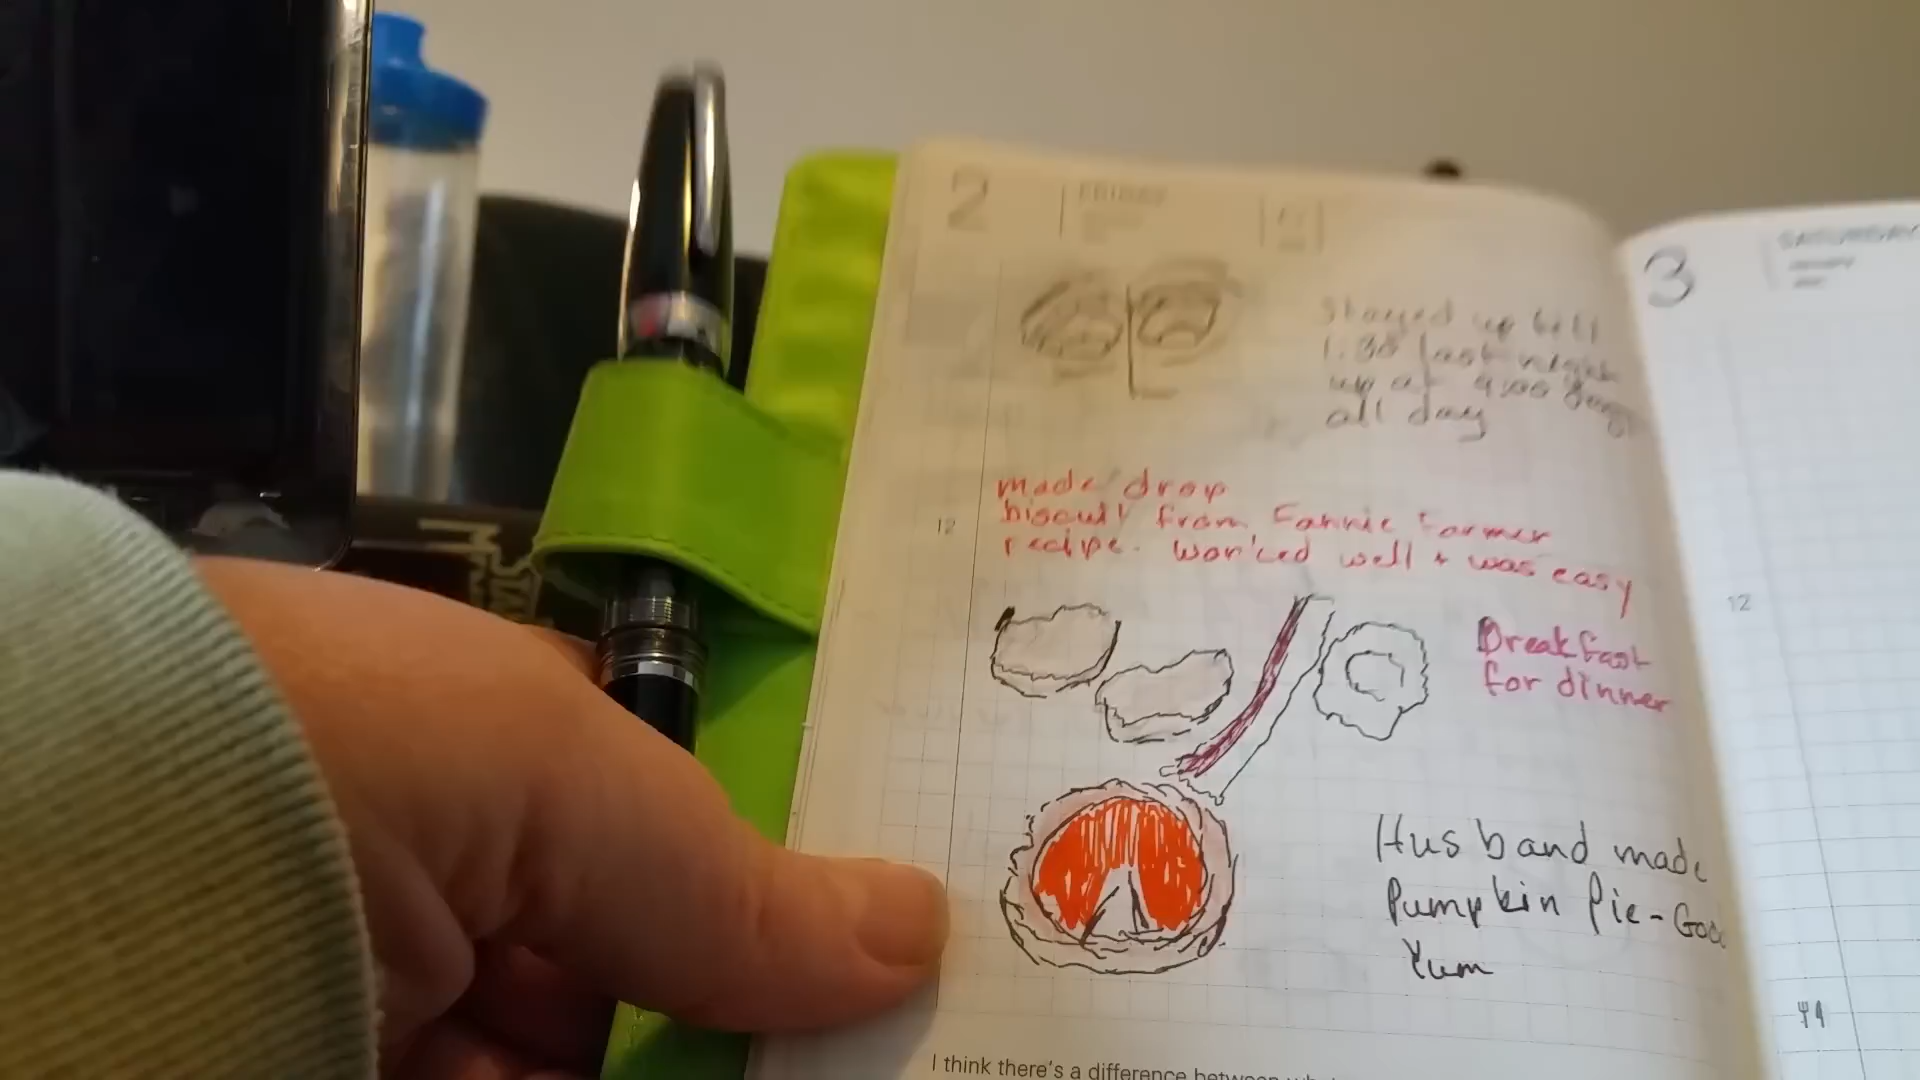 2 FRIDAY
Stayed up till
1:30 last night
up at 4:00
all day
made drop
biscuit from Fannie Farmer
recipe. Worked well + was easy
12
Breakfast
for dinner
Husband made
Pumpkin Pie - Good
Yum
I think there's a difference between
3 SATURDAY
January
12